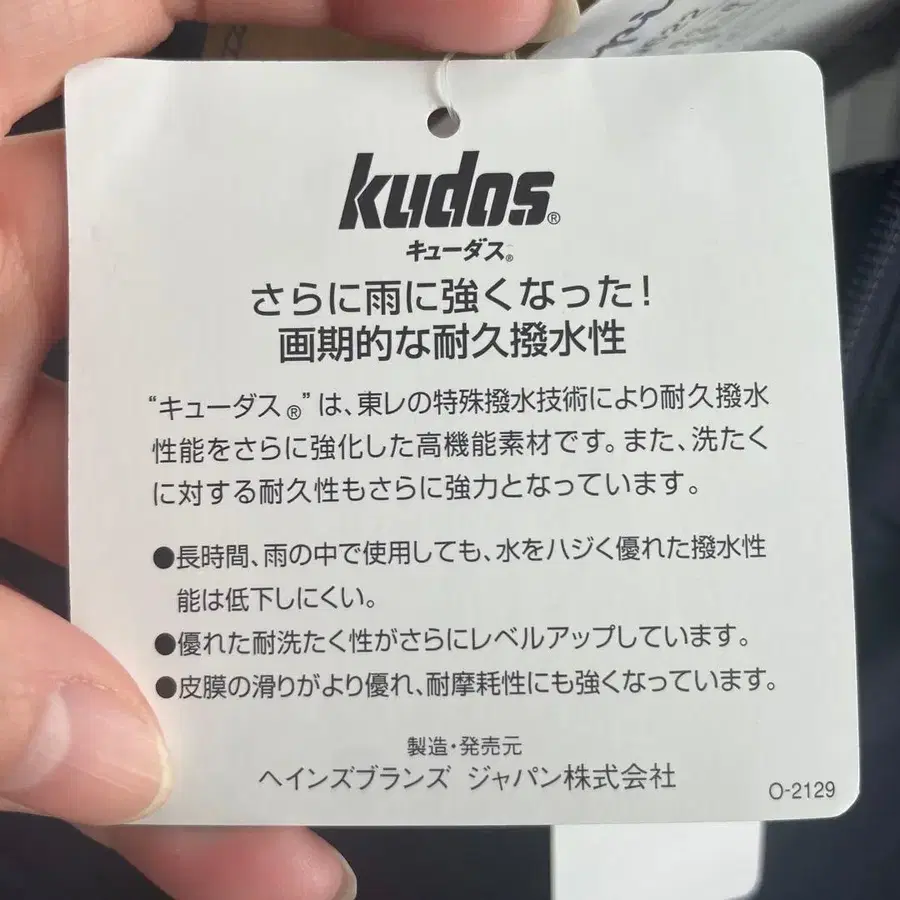 kudos®
キューダス®
さらに雨に強くなった!
画期的な耐久撥水性
“キューダス®”は、東レの特殊撥水技術により耐久撥水
性能をさらに強化した高機能素材です。また、洗たく
に対する耐久性もさらに強力となっています。
●長時間、雨の中で使用しても、水をハジく優れた撥水性
能は低下しにくい。
●優れた耐洗たく性がさらにレベルアップしています。
●皮膜の滑りがより優れ、耐摩耗性にも強くなっています。
製造・発売元
ヘインズブランズ ジャパン株式会社
O-2129